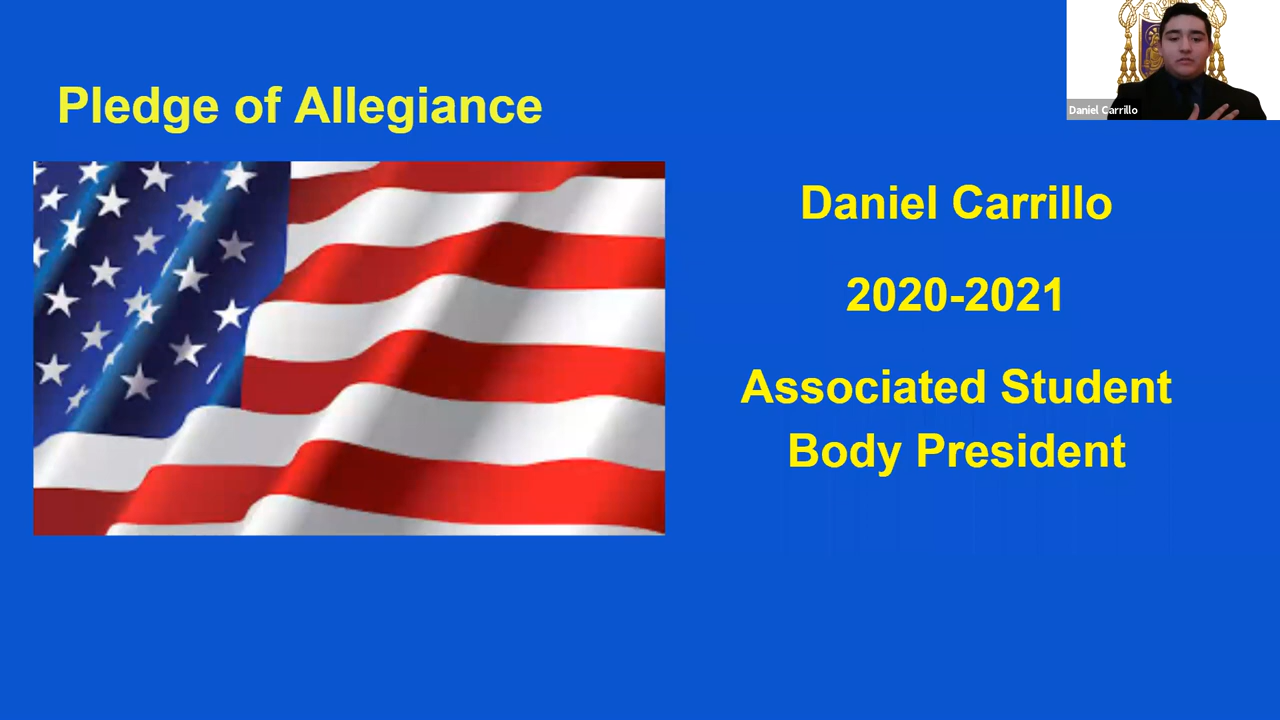 Pledge of Allegiance
Daniel Carrillo
Daniel Carrillo
2020-2021
Associated Student
Body President